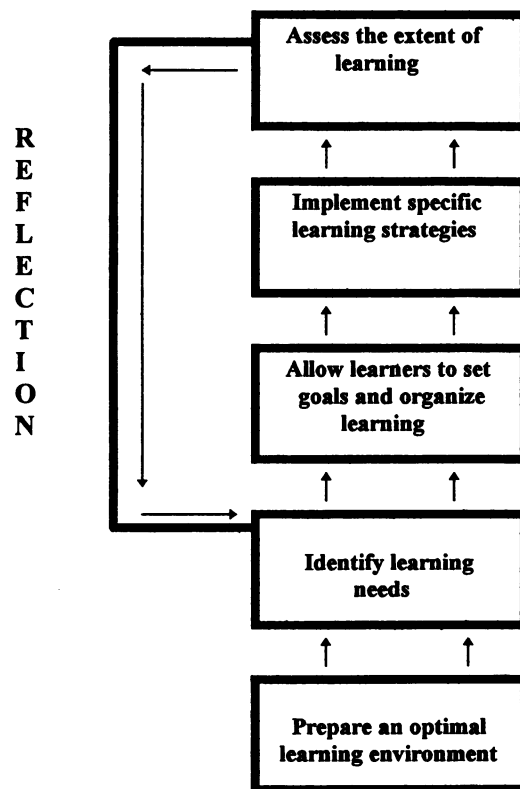 Assess the extent of
learning
REFLECTION
Implement specific
learning strategies
Allow learners to set
goals and organize
learning
Identify learning
needs
Prepare an optimal
learning environment